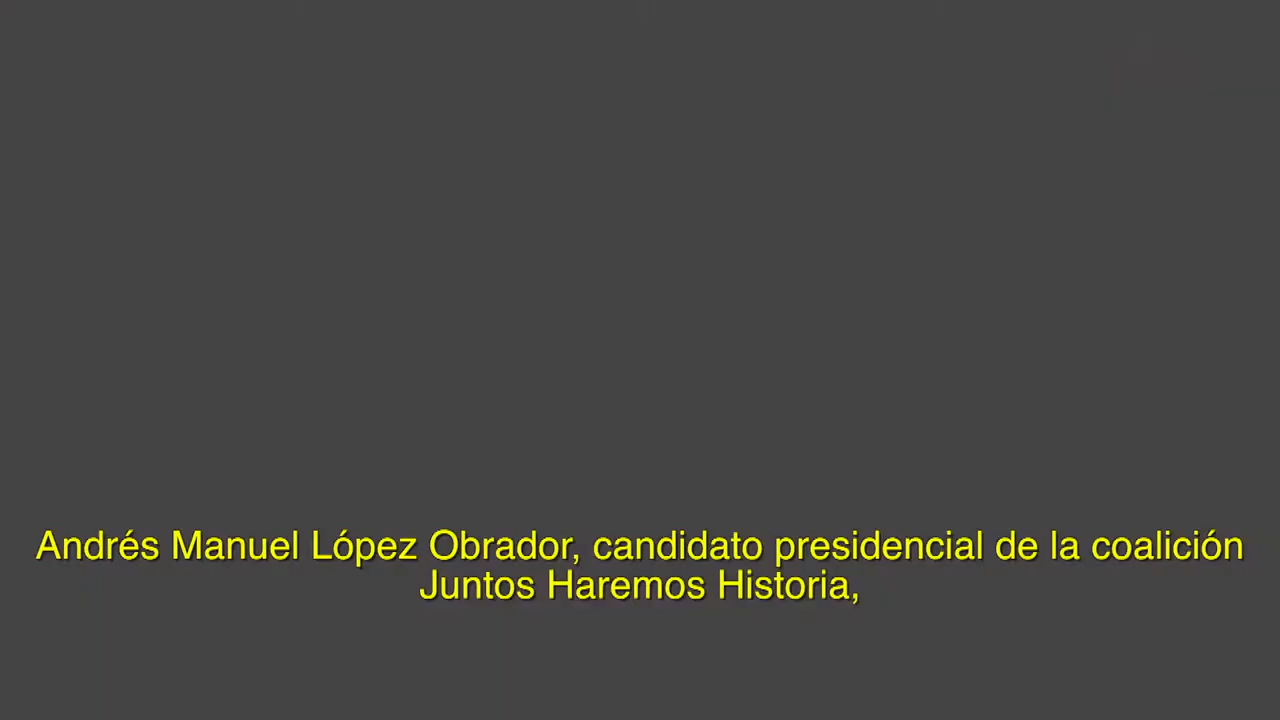 Andrés Manuel López Obrador, candidato presidencial de la coalición
Juntos Haremos Historia,